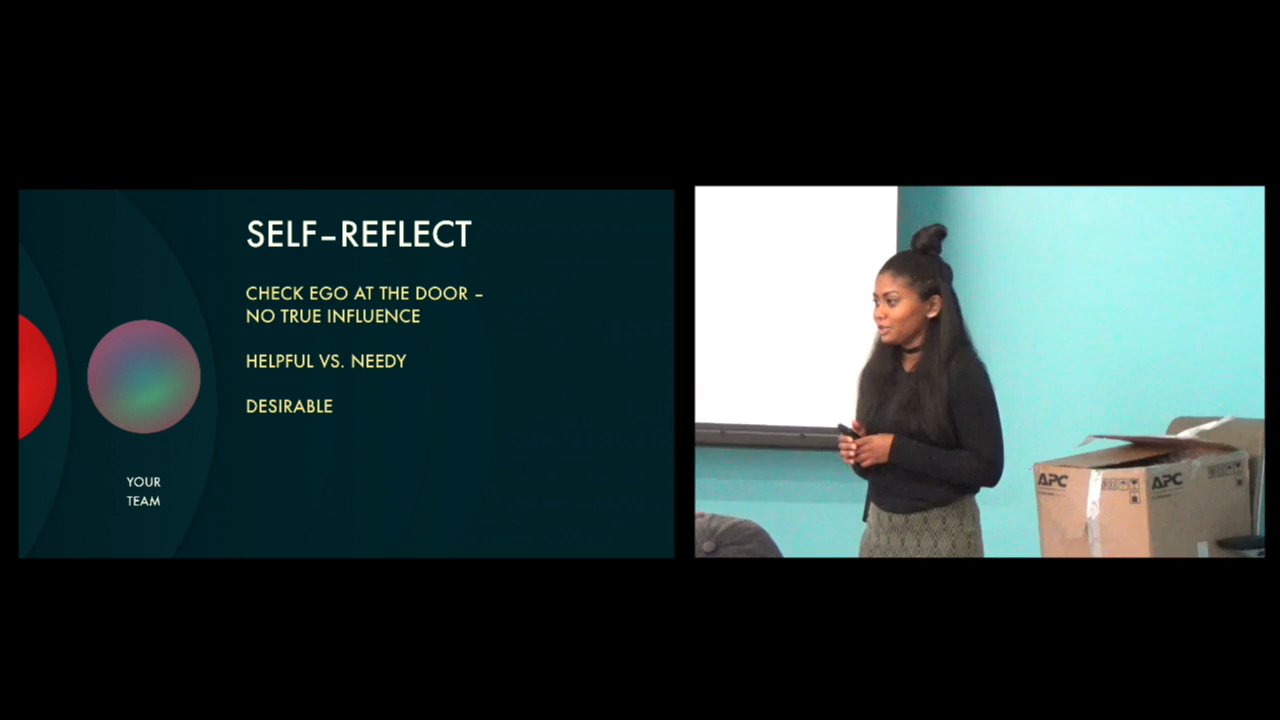 SELF–REFLECT
CHECK EGO AT THE DOOR –
NO TRUE INFLUENCE
HELPFUL VS. NEEDY
DESIRABLE
YOUR
TEAM
APC
APC